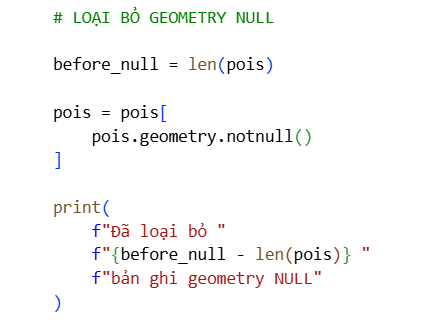 # LOẠI BỎ GEOMETRY NULL
before_null = len(pois)
pois = pois[
    pois.geometry.notnull()
]
print(
    f"Đã loại bỏ "
    f"{before_null - len(pois)} "
    f"bản ghi geometry NULL"
)